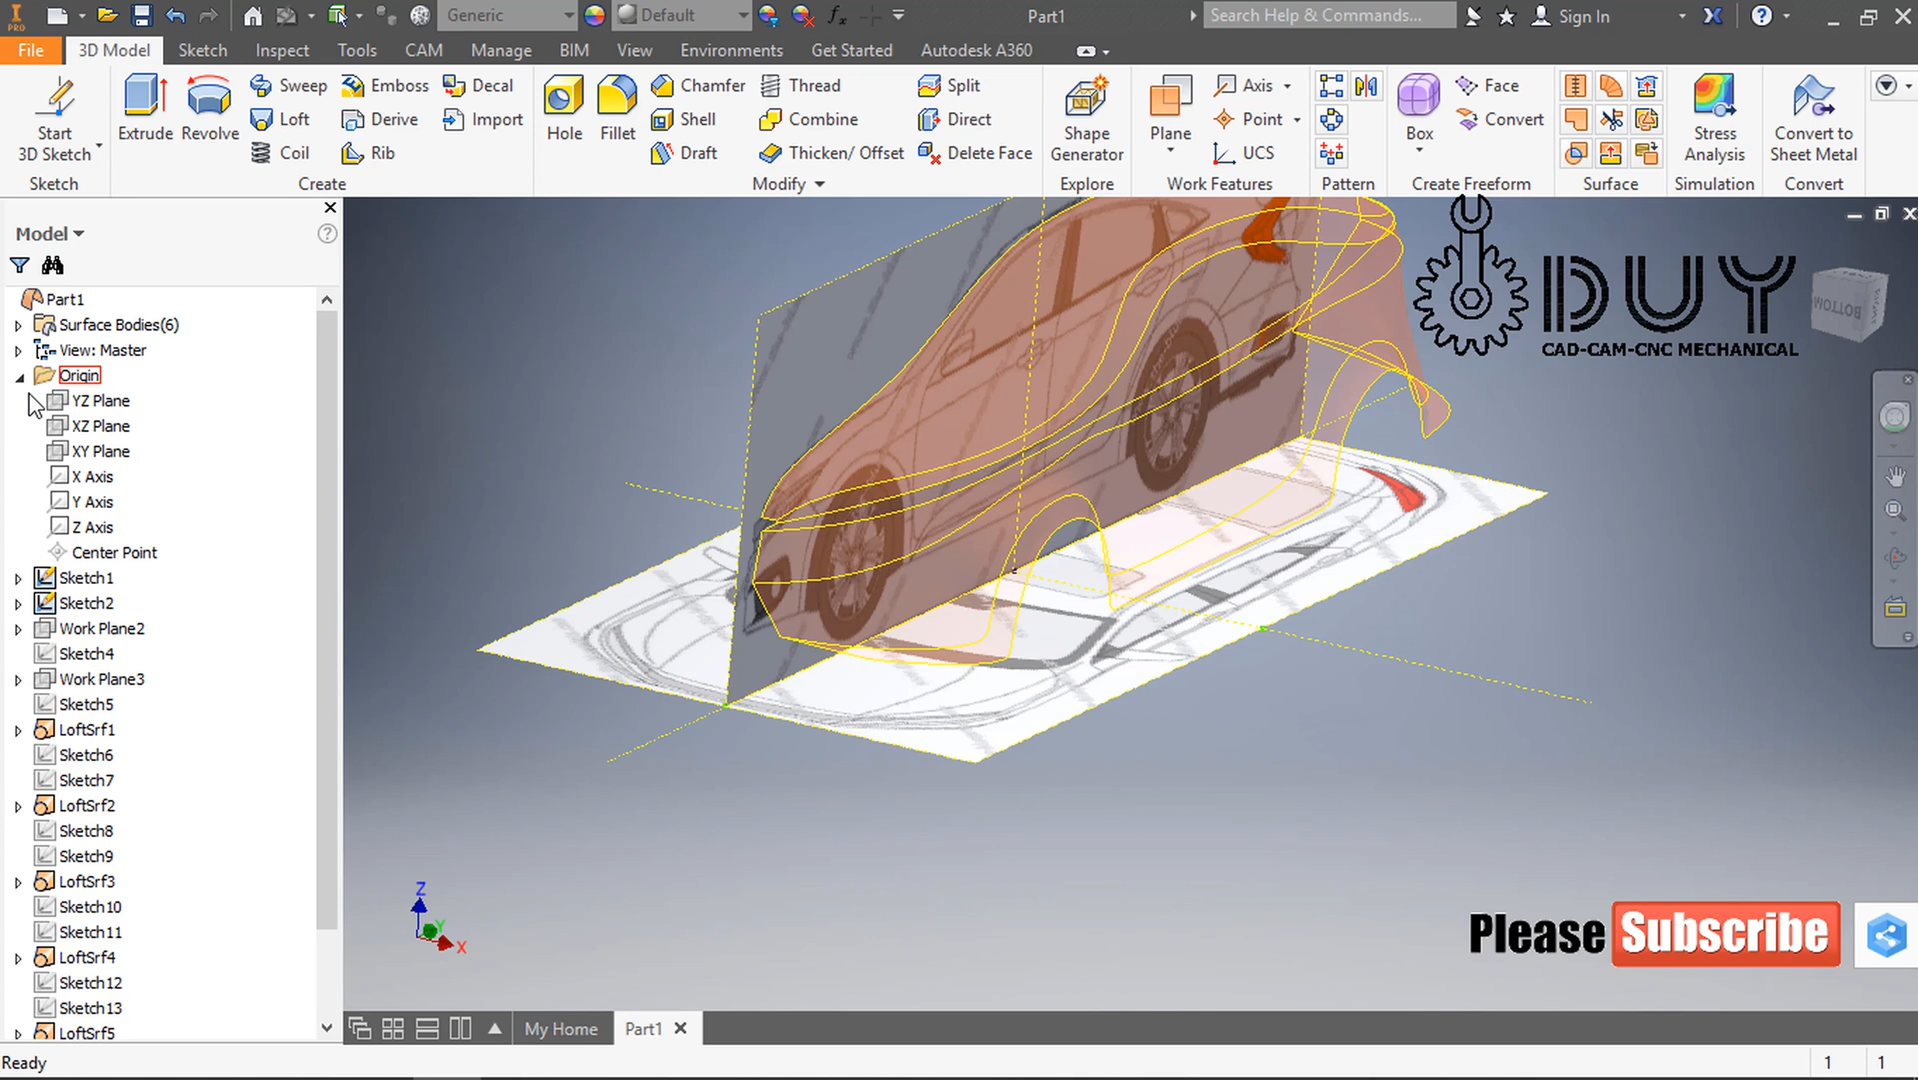 Generic
Default
Part1
Search Help & Commands...
Sign In
PRO
File
3D Model
Sketch
Inspect
Tools
CAM
Manage
BIM
View
Environments
Get Started
Autodesk A360
Start
3D Sketch
Sketch
Extrude
Revolve
Sweep
Loft
Coil
Emboss
Derive
Rib
Decal
Import
Create
Hole
Fillet
Chamfer
Shell
Draft
Thread
Combine
Thicken/ Offset
Split
Direct
Delete Face
Modify
Shape
Generator
Explore
Plane
Axis
Point
UCS
Work Features
Pattern
Box
Face
Convert
Create Freeform
Surface
Stress
Analysis
Simulation
Convert to
Sheet Metal
Convert
Model
Part1
Surface Bodies(6)
View: Master
Origin
YZ Plane
XZ Plane
XY Plane
X Axis
Y Axis
Z Axis
Center Point
Sketch1
Sketch2
Work Plane2
Sketch4
Work Plane3
Sketch5
LoftSrf1
Sketch6
Sketch7
LoftSrf2
Sketch8
Sketch9
LoftSrf3
Sketch10
Sketch11
LoftSrf4
Sketch12
Sketch13
LoftSrf5
DUY
CAD-CAM-CNC MECHANICAL
BOTTOM
Z
Y
X
Please Subscribe
My Home
Part1
Ready
1
1